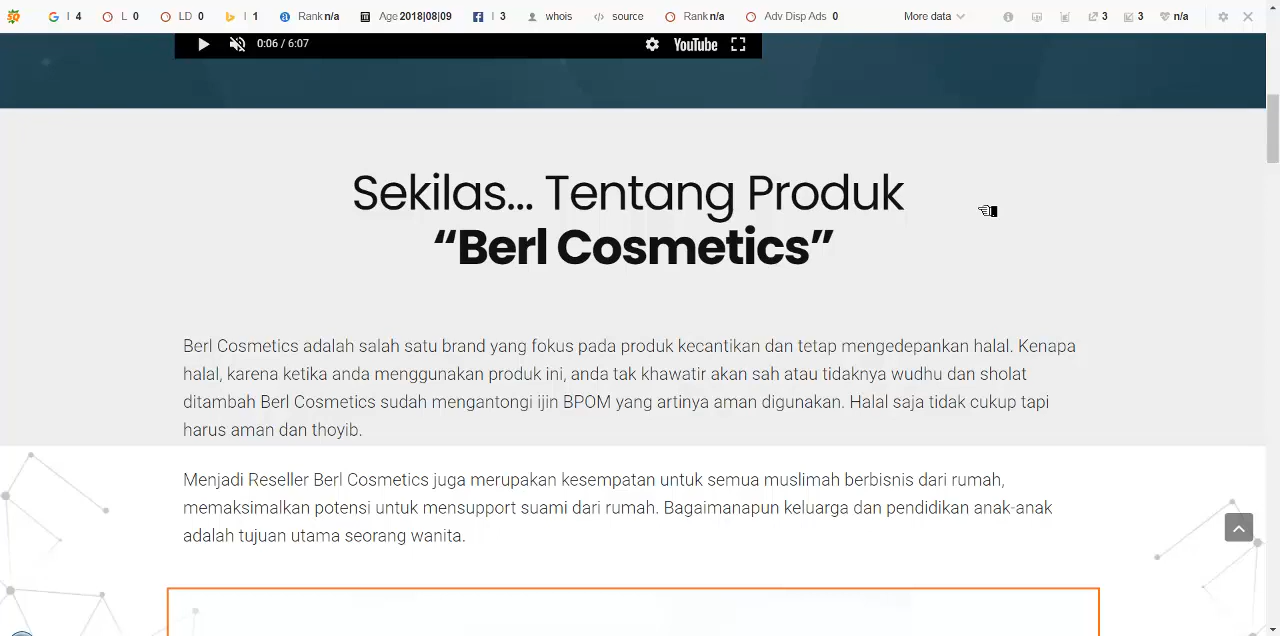 I 4 L 0 LD 0 I 1 Rank n/a Age 2018|08|09 I 3 whois source Rank n/a Adv Disp Ads 0 More data 3 3 n/a
0:06 / 6:07 YouTube
Sekilas... Tentang Produk
“Berl Cosmetics”
Berl Cosmetics adalah salah satu brand yang fokus pada produk kecantikan dan tetap mengedepankan halal. Kenapa
halal, karena ketika anda menggunakan produk ini, anda tak khawatir akan sah atau tidaknya wudhu dan sholat
ditambah Berl Cosmetics sudah mengantongi ijin BPOM yang artinya aman digunakan. Halal saja tidak cukup tapi
harus aman dan thoyib.
Menjadi Reseller Berl Cosmetics juga merupakan kesempatan untuk semua muslimah berbisnis dari rumah,
memaksimalkan potensi untuk mensupport suami dari rumah. Bagaimanapun keluarga dan pendidikan anak-anak
adalah tujuan utama seorang wanita.